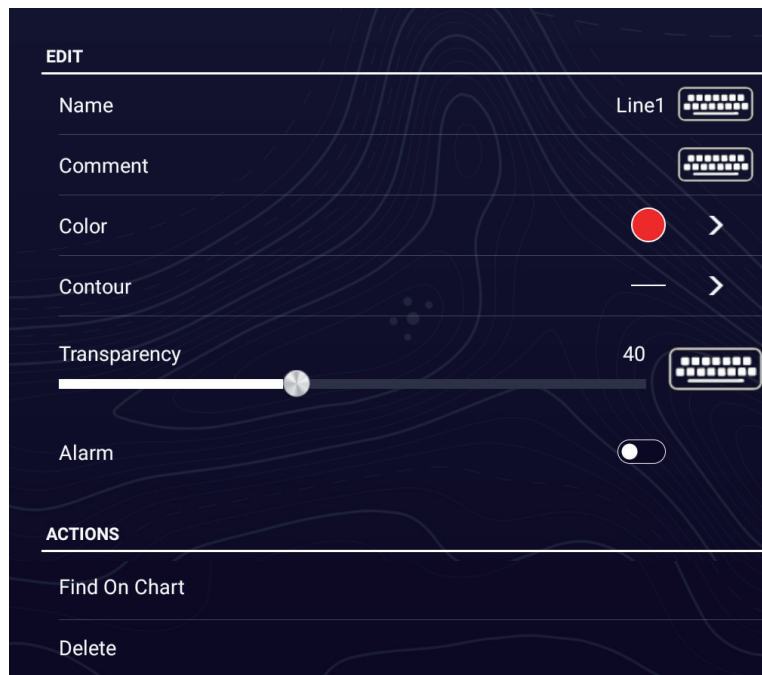 EDIT
Name Line1
Comment
Color
Contour
Transparency 40
Alarm
ACTIONS
Find On Chart
Delete